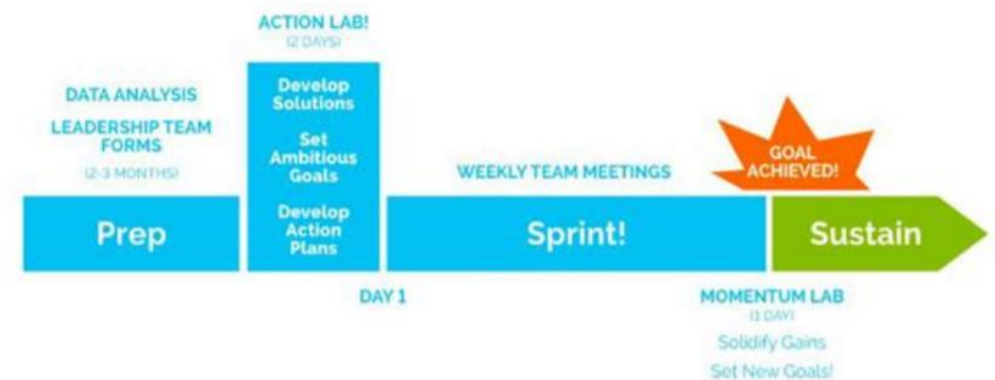 ACTION LAB!
(2 DAYS)
DATA ANALYSIS
LEADERSHIP TEAM
FORMS
(2-3 MONTHS)
Prep
Develop
Solutions
Set
Ambitious
Goals
Develop
Action
Plans
WEEKLY TEAM MEETINGS
Sprint!
GOAL
ACHIEVED!
Sustain
DAY 1
MOMENTUM LAB
(1 DAY)
Solidify Gains
Set New Goals!